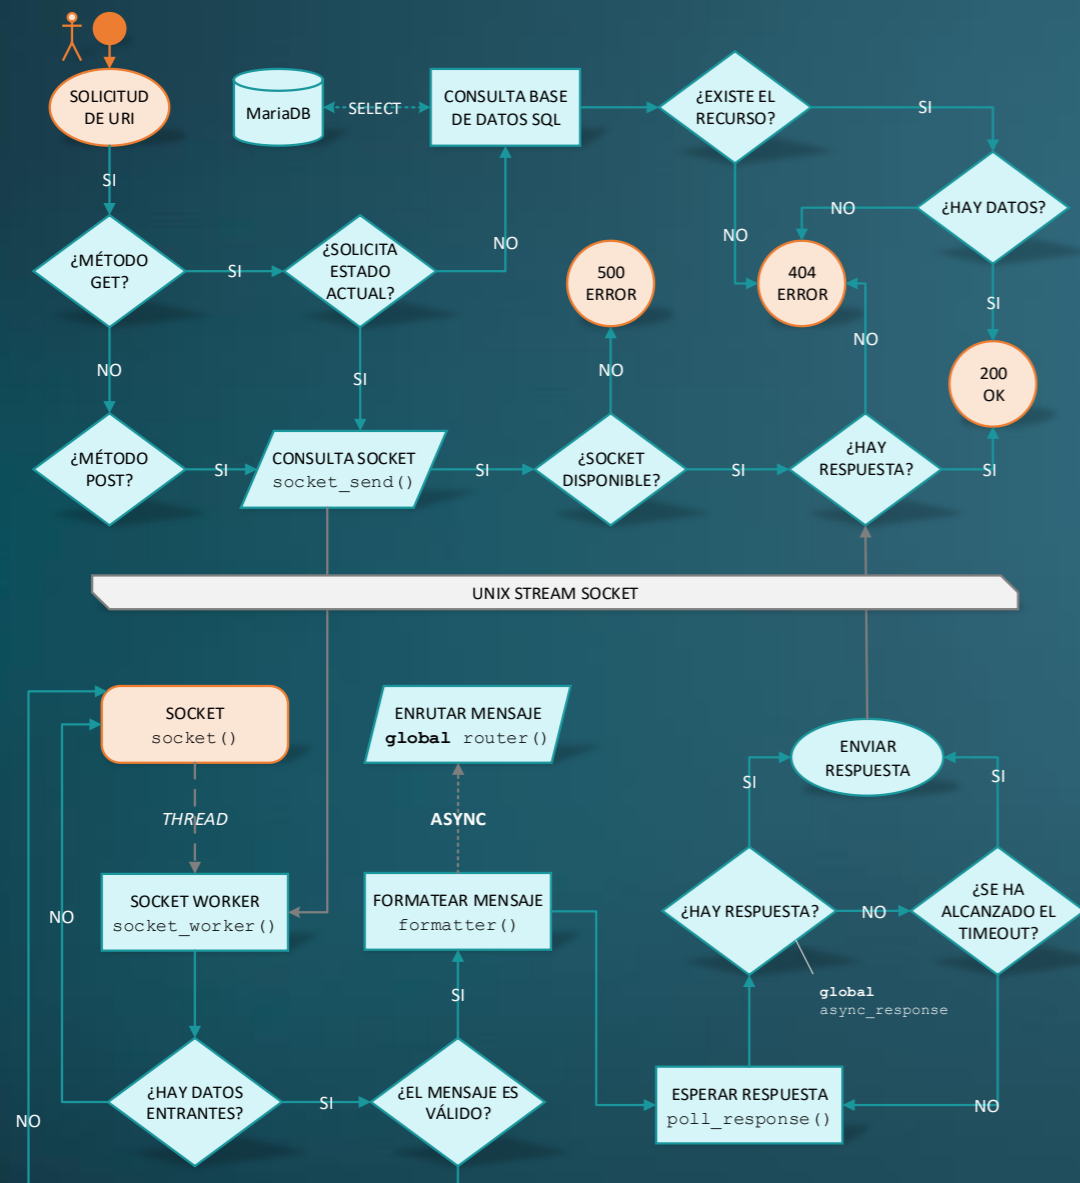 SOLICITUD
DE URI
MariaDB
SELECT
CONSULTA BASE
DE DATOS SQL
¿EXISTE EL
RECURSO?
SI
SI
¿HAY DATOS?
NO
NO
¿MÉTODO
GET?
SI
¿SOLICITA
ESTADO
ACTUAL?
NO
500
ERROR
404
ERROR
SI
NO
SI
NO
NO
200
OK
¿MÉTODO
POST?
SI
CONSULTA SOCKET
socket_send()
SI
¿SOCKET
DISPONIBLE?
SI
¿HAY
RESPUESTA?
SI
UNIX STREAM SOCKET
SOCKET
socket()
ENRUTAR MENSAJE
global router()
ENVIAR
RESPUESTA
THREAD
ASYNC
SI
SI
SOCKET WORKER
socket_worker()
FORMATEAR MENSAJE
formatter()
¿HAY RESPUESTA?
NO
¿SE HA
ALCANZADO EL
TIMEOUT?
NO
SI
global
async_response
¿HAY DATOS
ENTRANTES?
SI
¿EL MENSAJE ES
VÁLIDO?
ESPERAR RESPUESTA
poll_response()
NO
NO